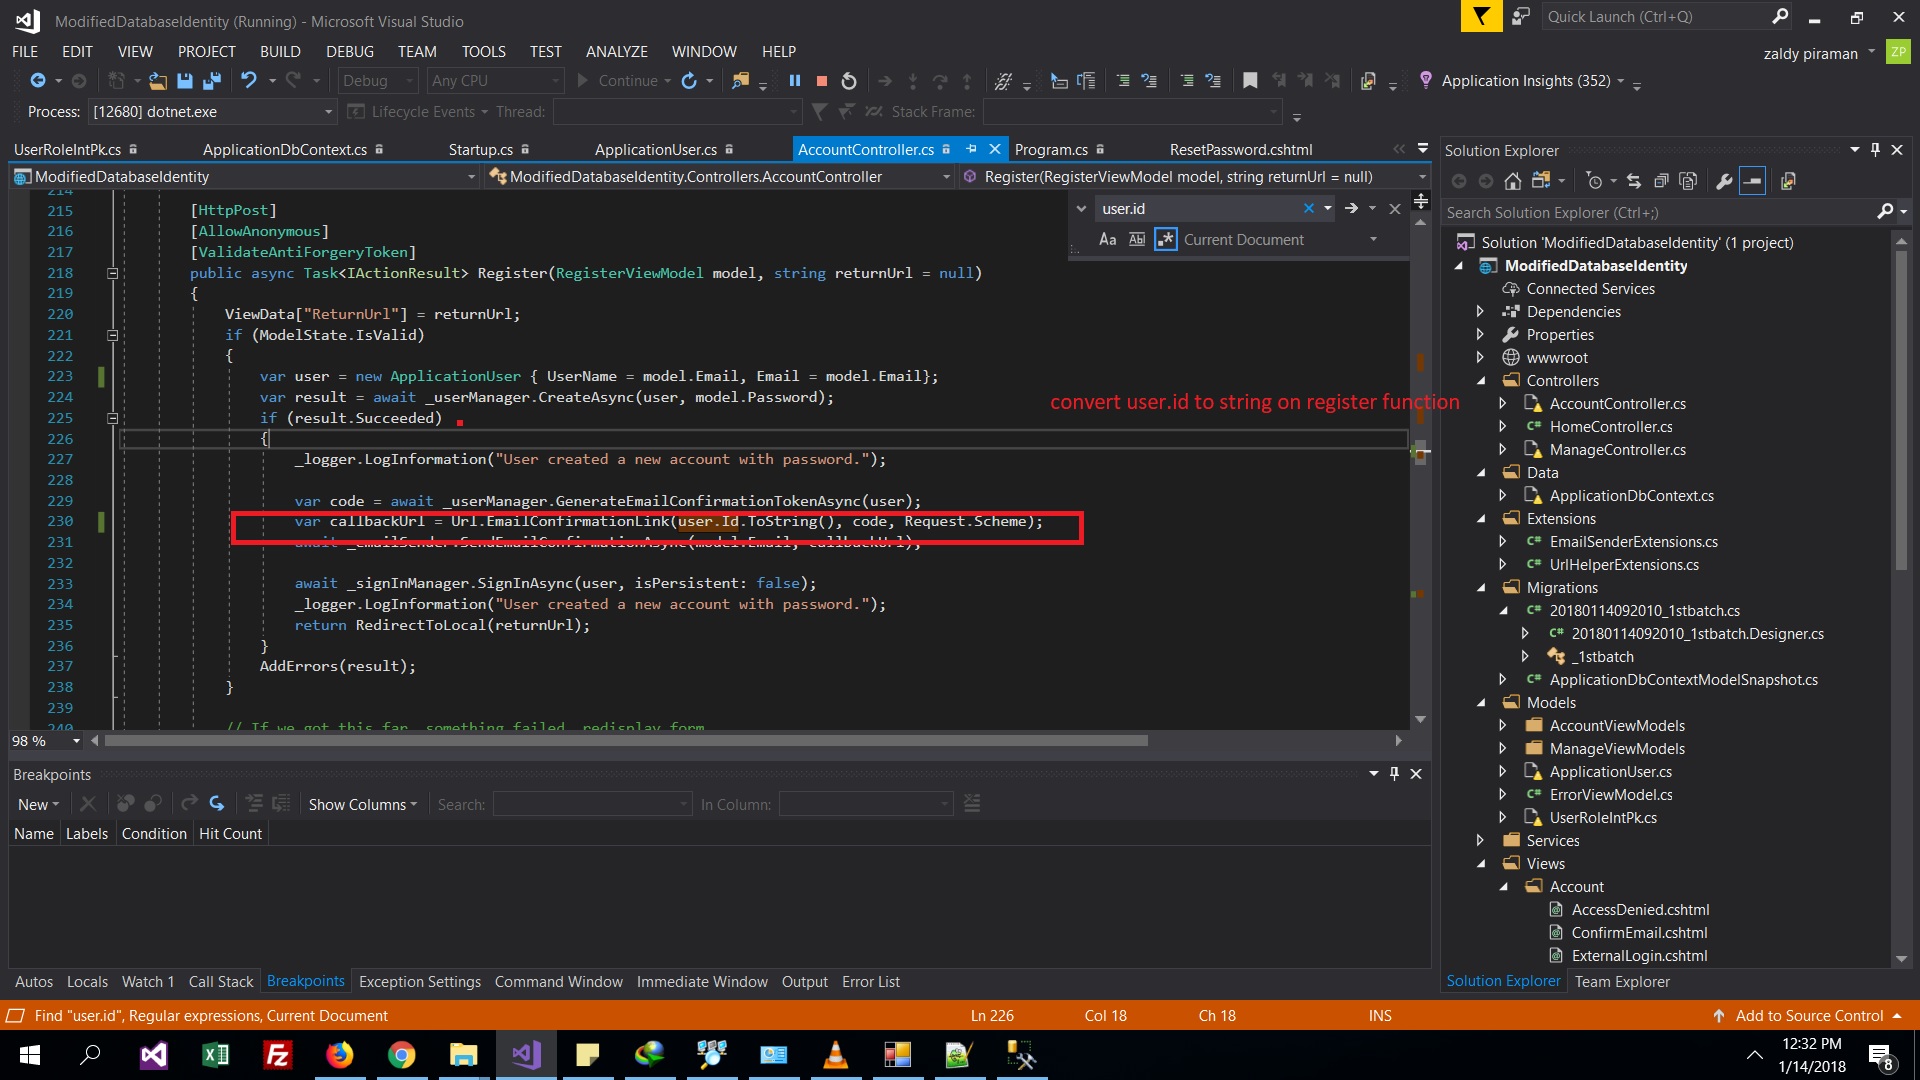 ModifiedDatabaseIdentity (Running) - Microsoft Visual Studio
Quick Launch (Ctrl+Q)
FILE EDIT VIEW PROJECT BUILD DEBUG TEAM TOOLS TEST ANALYZE WINDOW HELP
zaldy piraman ZP
Debug Any CPU Continue Application Insights (352)
Process: [12680] dotnet.exe Lifecycle Events Thread: Stack Frame:
UserRoleIntPk.cs ApplicationDbContext.cs Startup.cs ApplicationUser.cs AccountController.cs Program.cs ResetPassword.cshtml
ModifiedDatabaseIdentity ModifiedDatabaseIdentity.Controllers.AccountController Register(RegisterViewModel model, string returnUrl = null)
user.id
Aa Ab| Current Document
214
215 [HttpPost]
216 [AllowAnonymous]
217 [ValidateAntiForgeryToken]
218 public async Task<IActionResult> Register(RegisterViewModel model, string returnUrl = null)
219 {
220 ViewData["ReturnUrl"] = returnUrl;
221 if (ModelState.IsValid)
222 {
223 var user = new ApplicationUser { UserName = model.Email, Email = model.Email};
224 var result = await _userManager.CreateAsync(user, model.Password);
convert user.id to string on register function
225 if (result.Succeeded)
226 {
227 _logger.LogInformation("User created a new account with password.");
228
229 var code = await _userManager.GenerateEmailConfirmationTokenAsync(user);
230 var callbackUrl = Url.EmailConfirmationLink(user.Id.ToString(), code, Request.Scheme);
231 await _emailSender.SendEmailConfirmationAsync(model.Email, callbackUrl);
232
233 await _signInManager.SignInAsync(user, isPersistent: false);
234 _logger.LogInformation("User created a new account with password.");
235 return RedirectToLocal(returnUrl);
236 }
237 AddErrors(result);
238 }
239
240 // If we got this far, something failed, redisplay form
98 %
Breakpoints
New Show Columns Search: In Column:
Name Labels Condition Hit Count
Autos Locals Watch 1 Call Stack Breakpoints Exception Settings Command Window Immediate Window Output Error List
Solution Explorer
Search Solution Explorer (Ctrl+;)
Solution 'ModifiedDatabaseIdentity' (1 project)
ModifiedDatabaseIdentity
Connected Services
Dependencies
Properties
wwwroot
Controllers
AccountController.cs
C# HomeController.cs
ManageController.cs
Data
C# ApplicationDbContext.cs
Extensions
C# EmailSenderExtensions.cs
C# UrlHelperExtensions.cs
Migrations
C# 20180114092010_1stbatch.cs
C# 20180114092010_1stbatch.Designer.cs
_1stbatch
C# ApplicationDbContextModelSnapshot.cs
Models
AccountViewModels
ManageViewModels
ApplicationUser.cs
C# ErrorViewModel.cs
UserRoleIntPk.cs
Services
Views
Account
AccessDenied.cshtml
ConfirmEmail.cshtml
ExternalLogin.cshtml
Solution Explorer Team Explorer
Find "user.id", Regular expressions, Current Document Ln 226 Col 18 Ch 18 INS Add to Source Control
12:32 PM
1/14/2018
8